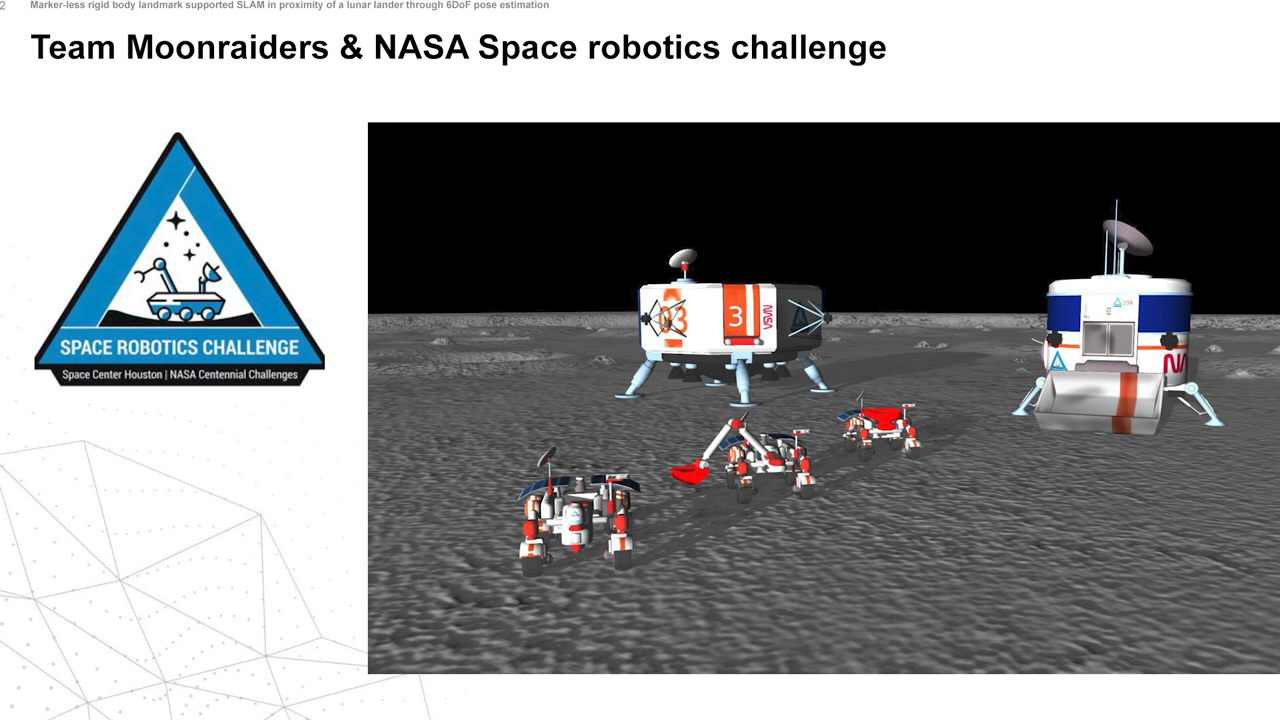 2 Marker-less rigid body landmark supported SLAM in proximity of a lunar lander through 6DoF pose estimation
Team Moonraiders & NASA Space robotics challenge
SPACE ROBOTICS CHALLENGE
Space Center Houston | NASA Centennial Challenges
03
3
NASA
NA